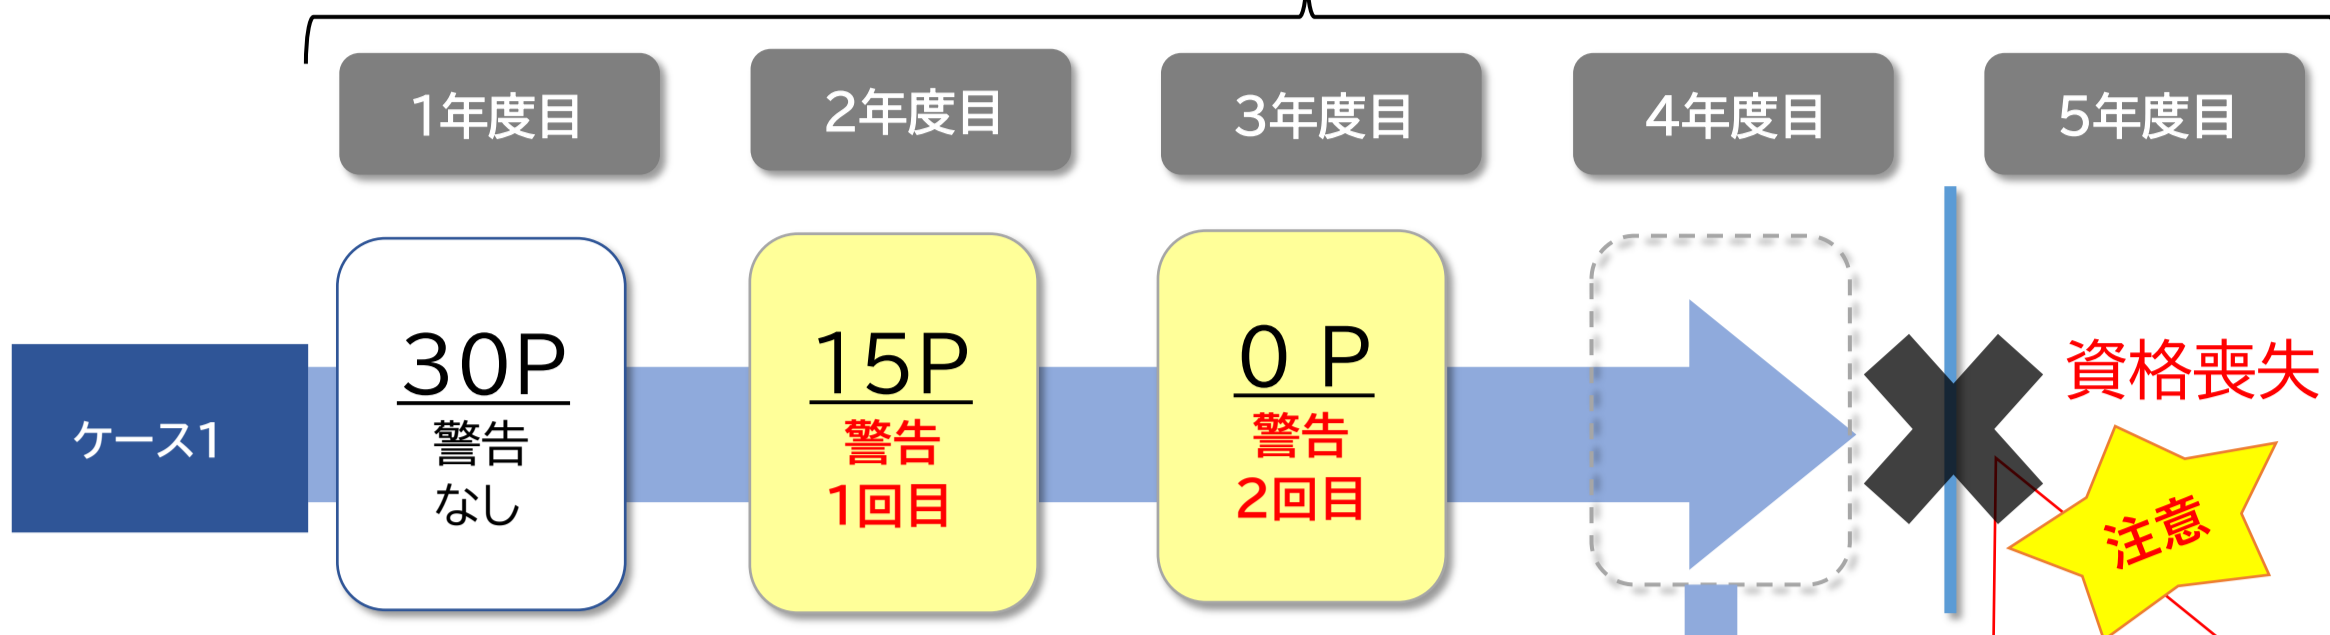 1年度目
2年度目
3年度目
4年度目
5年度目
ケース1
30P
警告
なし
15P
警告
1回目
0 P
警告
2回目
資格喪失
注意